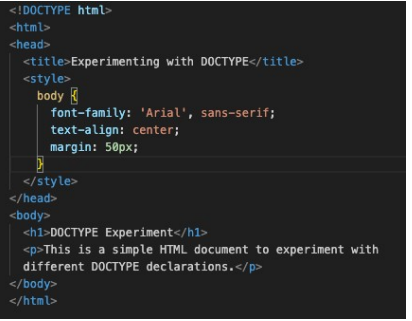 <!DOCTYPE html>
<html>
<head>
  <title>Experimenting with DOCTYPE</title>
  <style>
    body {
      font-family: 'Arial', sans-serif;
      text-align: center;
      margin: 50px;
    }
  </style>
</head>
<body>
  <h1>DOCTYPE Experiment</h1>
  <p>This is a simple HTML document to experiment with
  different DOCTYPE declarations.</p>
</body>
</html>